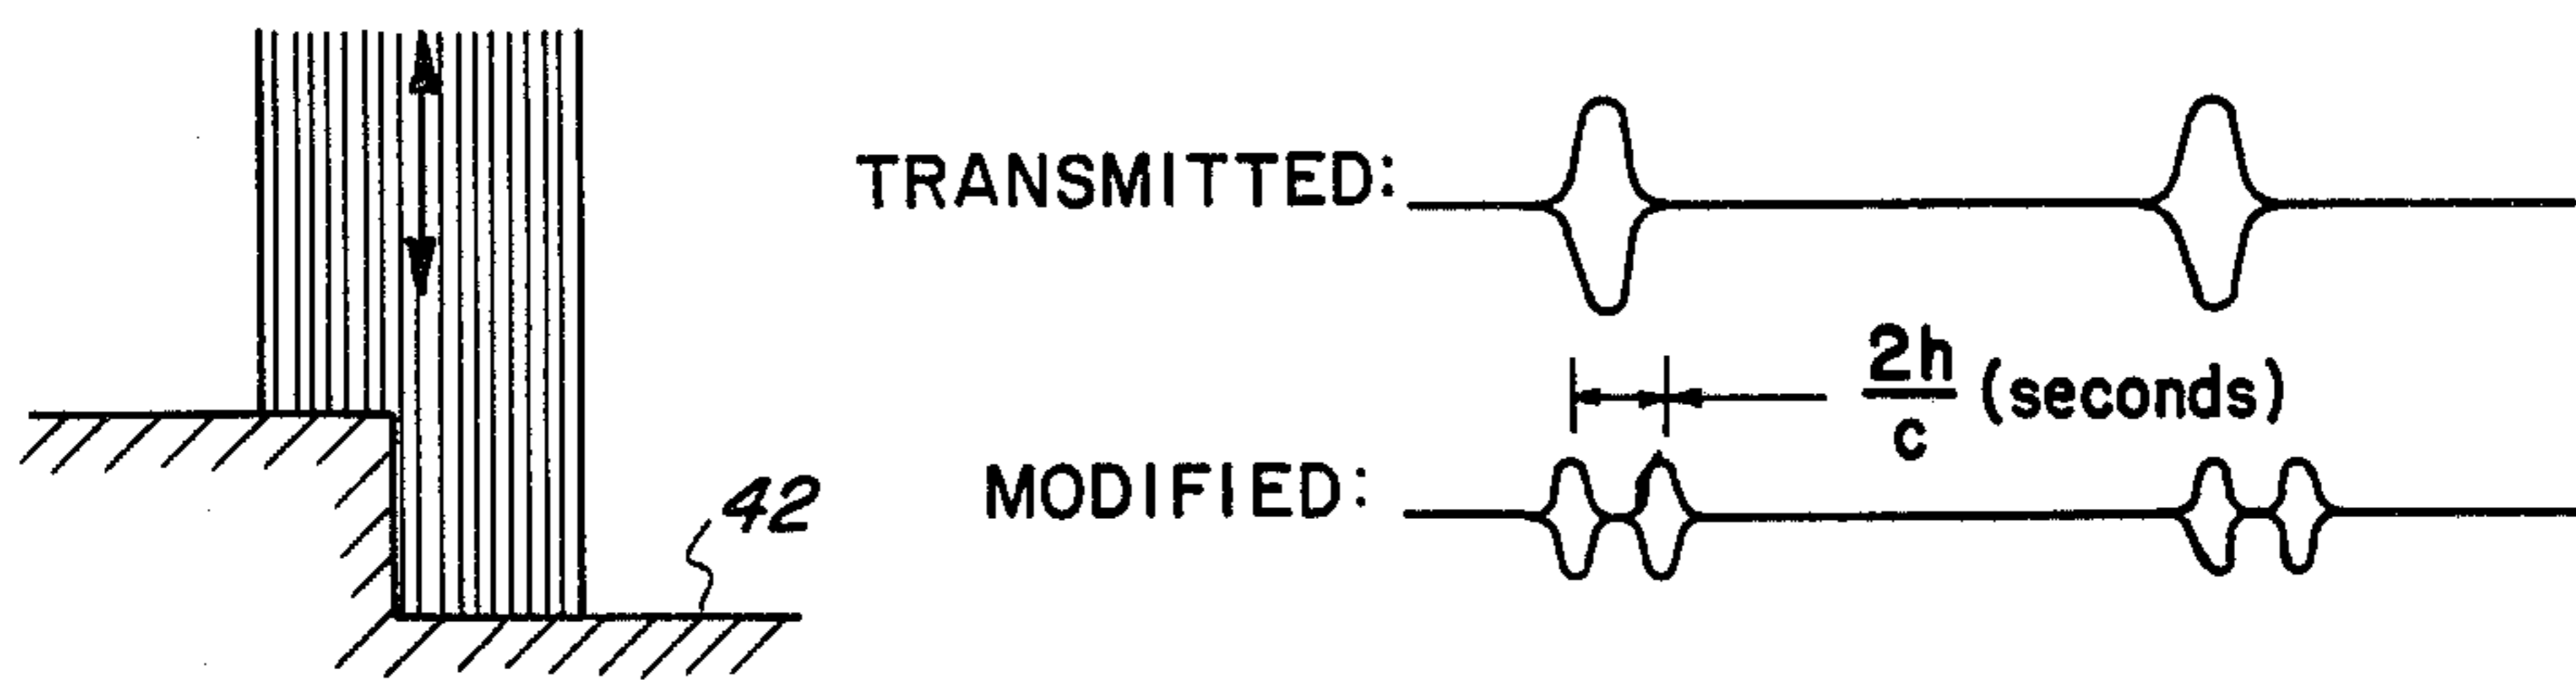 TRANSMITTED:
2h
c
(seconds)
MODIFIED:
42